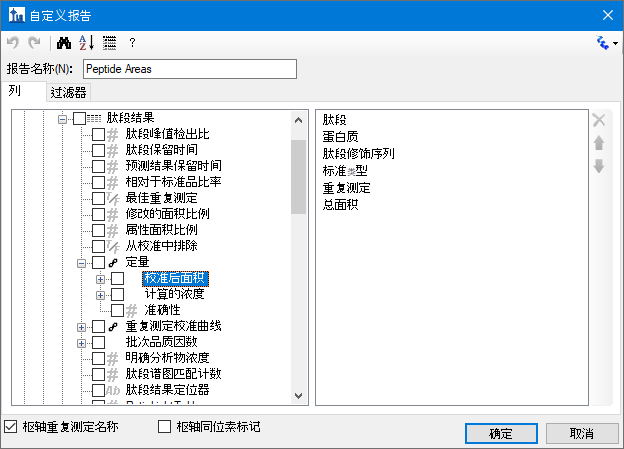 自定义报告
?
报告名称(N):
Peptide Areas
列
过滤器
肽段结果
肽段峰值检出比
肽段保留时间
预测结果保留时间
相对于标准品比率
最佳重复测定
修改的面积比例
属性面积比例
从校准中排除
定量
校准后面积
计算的浓度
准确性
重复测定校准曲线
批次品质因数
明确分析物浓度
肽段谱图匹配计数
肽段结果定位器
肽段
蛋白质
肽段修饰序列
标准类型
重复测定
总面积
枢轴重复测定名称
枢轴同位素标记
确定
取消